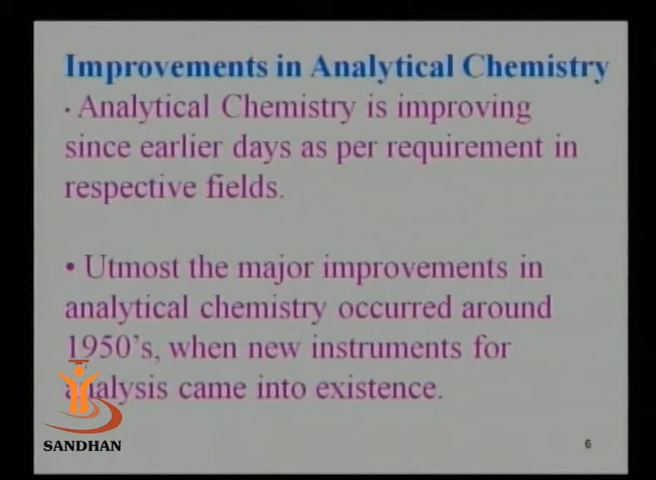 Improvements in Analytical Chemistry
• Analytical Chemistry is improving
since earlier days as per requirement in
respective fields.
• Utmost the major improvements in
analytical chemistry occurred around
1950's, when new instruments for
analysis came into existence.
SANDHAN
6